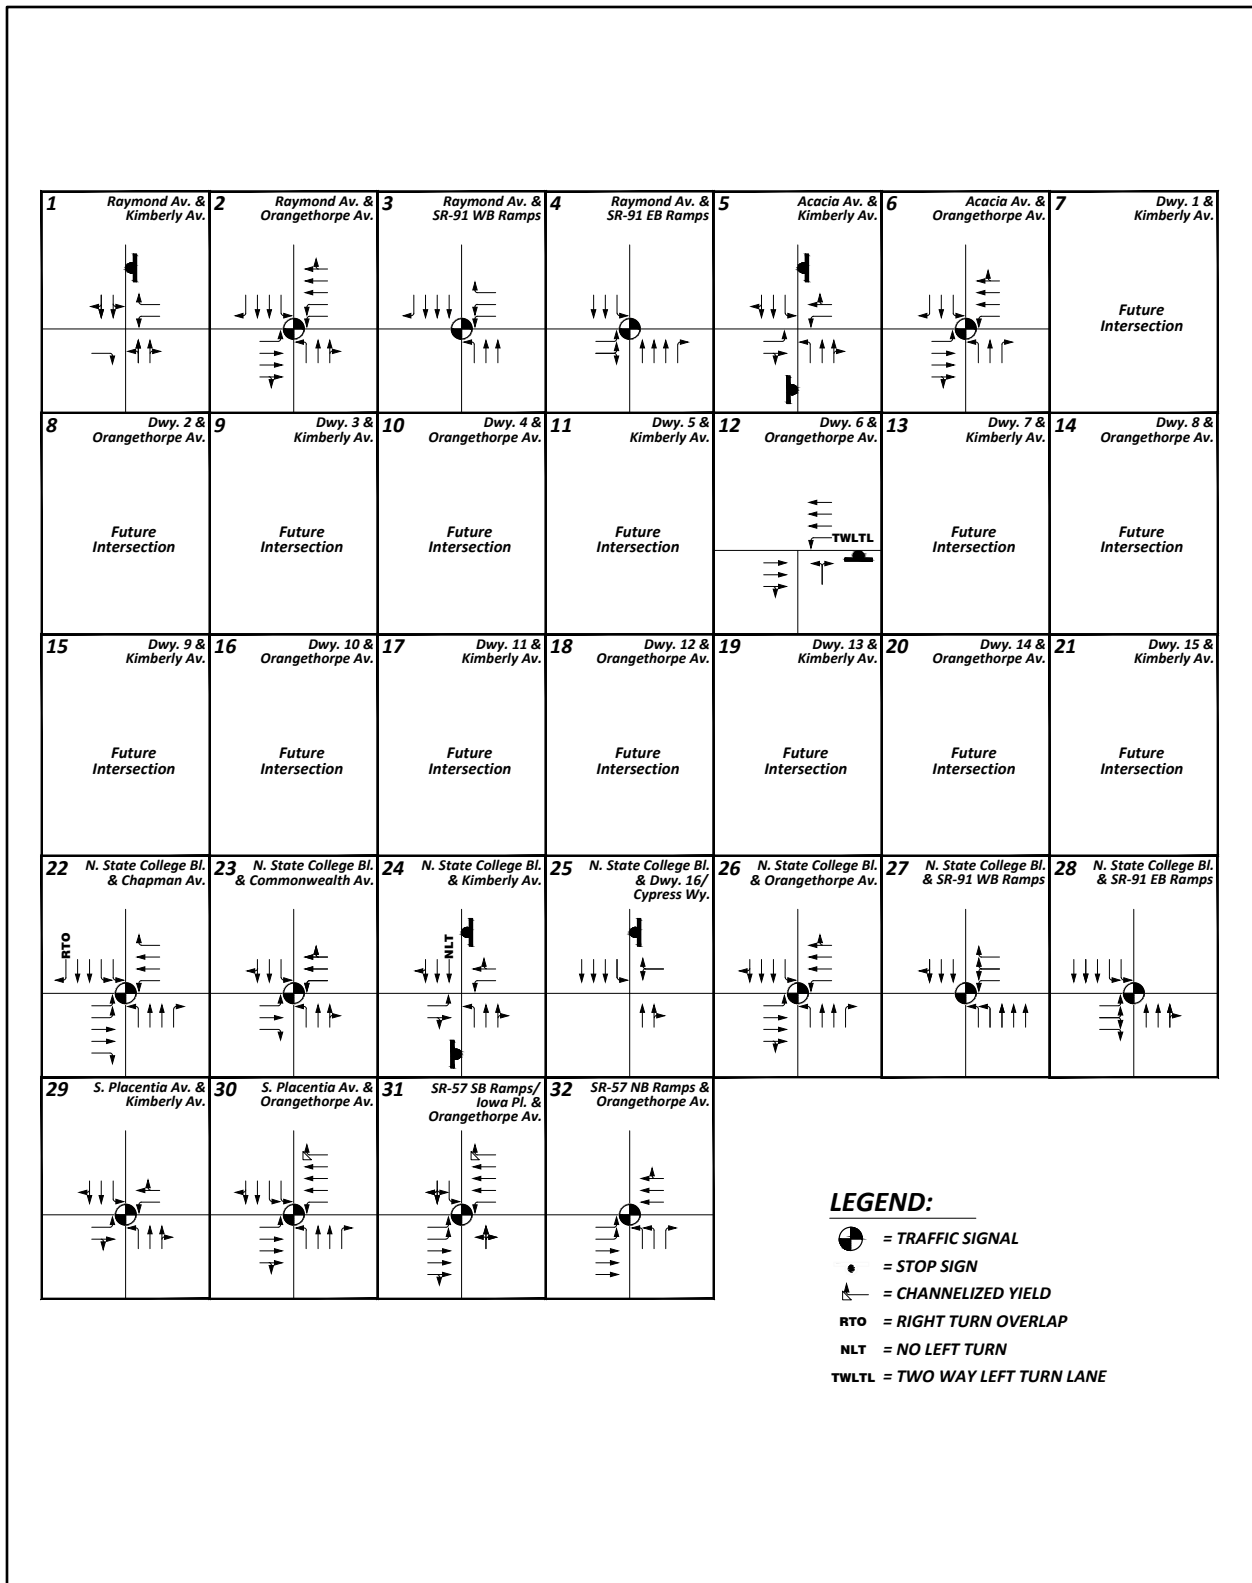 1 Raymond Av. &
Kimberly Av.
2 Raymond Av. &
Orangethorpe Av.
3 Raymond Av. &
SR-91 WB Ramps
4 Raymond Av. &
SR-91 EB Ramps
5 Acacia Av. &
Kimberly Av.
6 Acacia Av. &
Orangethorpe Av.
7 Dwy. 1 &
Kimberly Av.
Future
Intersection
8 Dwy. 2 &
Orangethorpe Av.
Future
Intersection
9 Dwy. 3 &
Kimberly Av.
Future
Intersection
10 Dwy. 4 &
Orangethorpe Av.
Future
Intersection
11 Dwy. 5 &
Kimberly Av.
Future
Intersection
12 Dwy. 6 &
Orangethorpe Av.
TWLTL
13 Dwy. 7 &
Kimberly Av.
Future
Intersection
14 Dwy. 8 &
Orangethorpe Av.
Future
Intersection
15 Dwy. 9 &
Kimberly Av.
Future
Intersection
16 Dwy. 10 &
Orangethorpe Av.
Future
Intersection
17 Dwy. 11 &
Kimberly Av.
Future
Intersection
18 Dwy. 12 &
Orangethorpe Av.
Future
Intersection
19 Dwy. 13 &
Kimberly Av.
Future
Intersection
20 Dwy. 14 &
Orangethorpe Av.
Future
Intersection
21 Dwy. 15 &
Kimberly Av.
Future
Intersection
22 N. State College Bl.
& Chapman Av.
RTO
23 N. State College Bl.
& Commonwealth Av.
24 N. State College Bl.
& Kimberly Av.
NLT
25 N. State College Bl.
& Dwy. 16/
Cypress Wy.
26 N. State College Bl.
& Orangethorpe Av.
27 N. State College Bl.
& SR-91 WB Ramps
28 N. State College Bl.
& SR-91 EB Ramps
29 S. Placentia Av. &
Kimberly Av.
30 S. Placentia Av. &
Orangethorpe Av.
31 SR-57 SB Ramps/
Iowa Pl. &
Orangethorpe Av.
32 SR-57 NB Ramps &
Orangethorpe Av.
LEGEND:
= TRAFFIC SIGNAL
= STOP SIGN
= CHANNELIZED YIELD
RTO = RIGHT TURN OVERLAP
NLT = NO LEFT TURN
TWLTL = TWO WAY LEFT TURN LANE